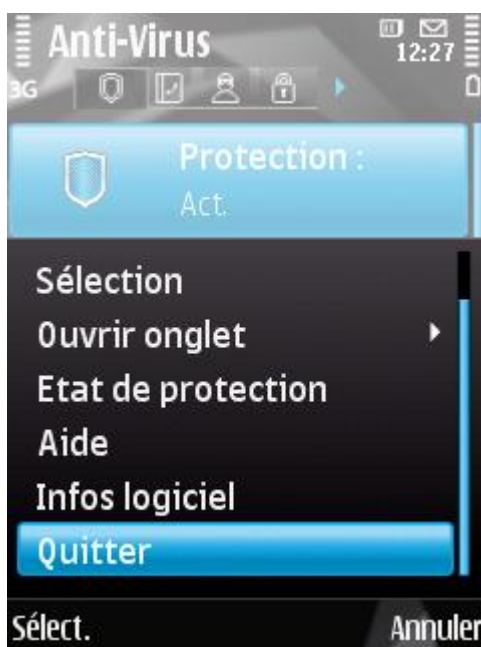 Anti-Virus
12:27
3G
Protection :
Act.
Sélection
Ouvrir onglet
Etat de protection
Aide
Infos logiciel
Quitter
Sélect.
Annuler